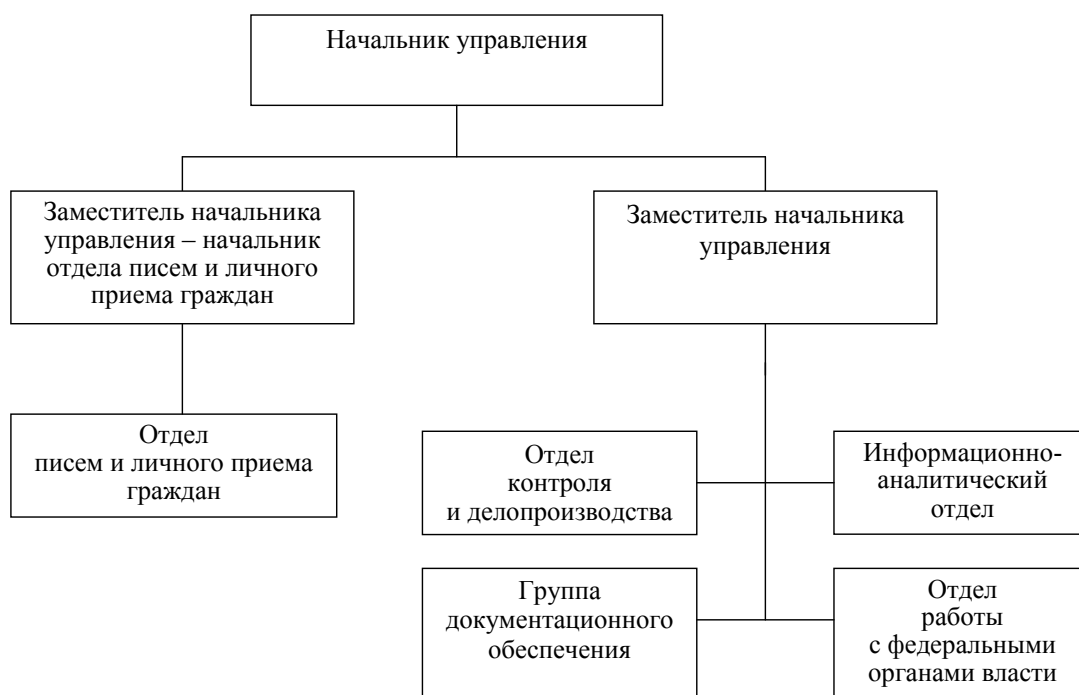 Начальник управления
Заместитель начальника
управления – начальник
отдела писем и личного
приема граждан
Заместитель начальника
управления
Отдел
писем и личного приема
граждан
Отдел
контроля
и делопроизводства
Информационно-
аналитический
отдел
Группа
документационного
обеспечения
Отдел
работы
с федеральными
органами власти